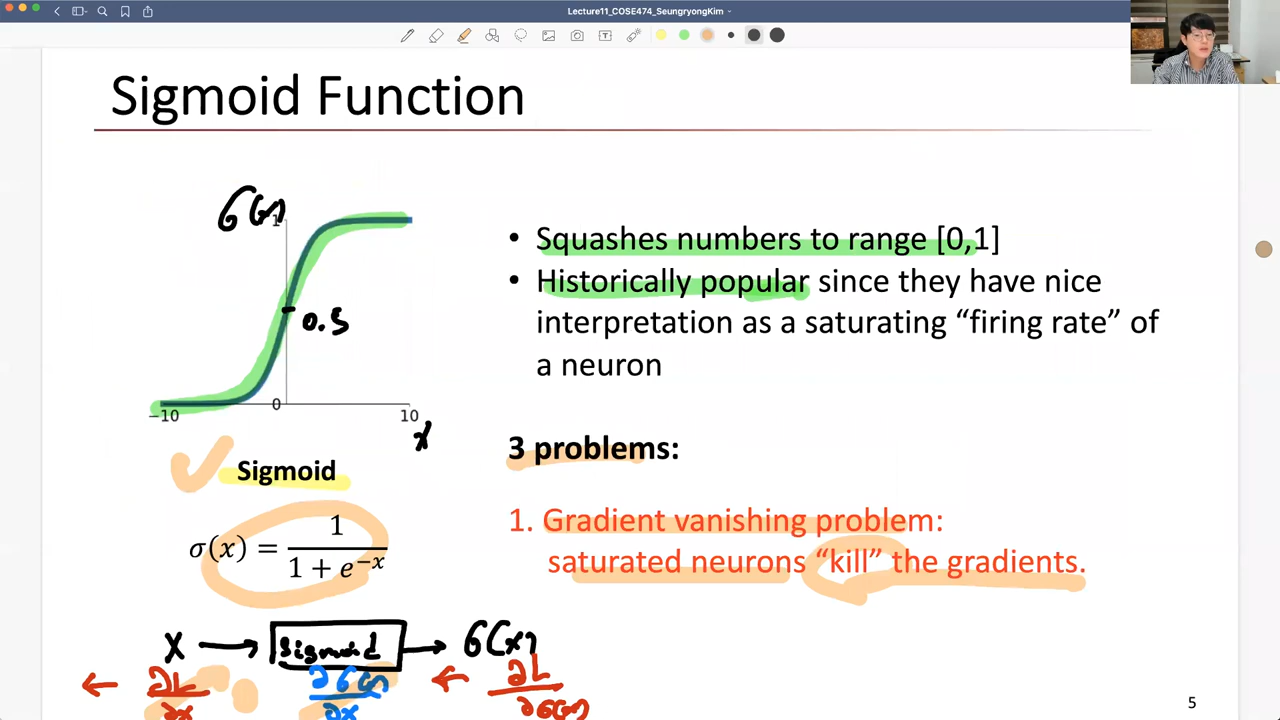 Lecture11_COSE474_SeungryongKim
Sigmoid Function
σ(x)
1
0.5
0
-10
10
x
Sigmoid
σ(x) = 1 / (1 + e^{-x})
• Squashes numbers to range [0,1]
• Historically popular since they have nice
interpretation as a saturating “firing rate” of
a neuron
3 problems:
1. Gradient vanishing problem:
saturated neurons “kill” the gradients.
x → Sigmoid → σ(x)
← ∂L/∂x ∂σ(x)/∂x ← ∂L/∂σ(x)
5